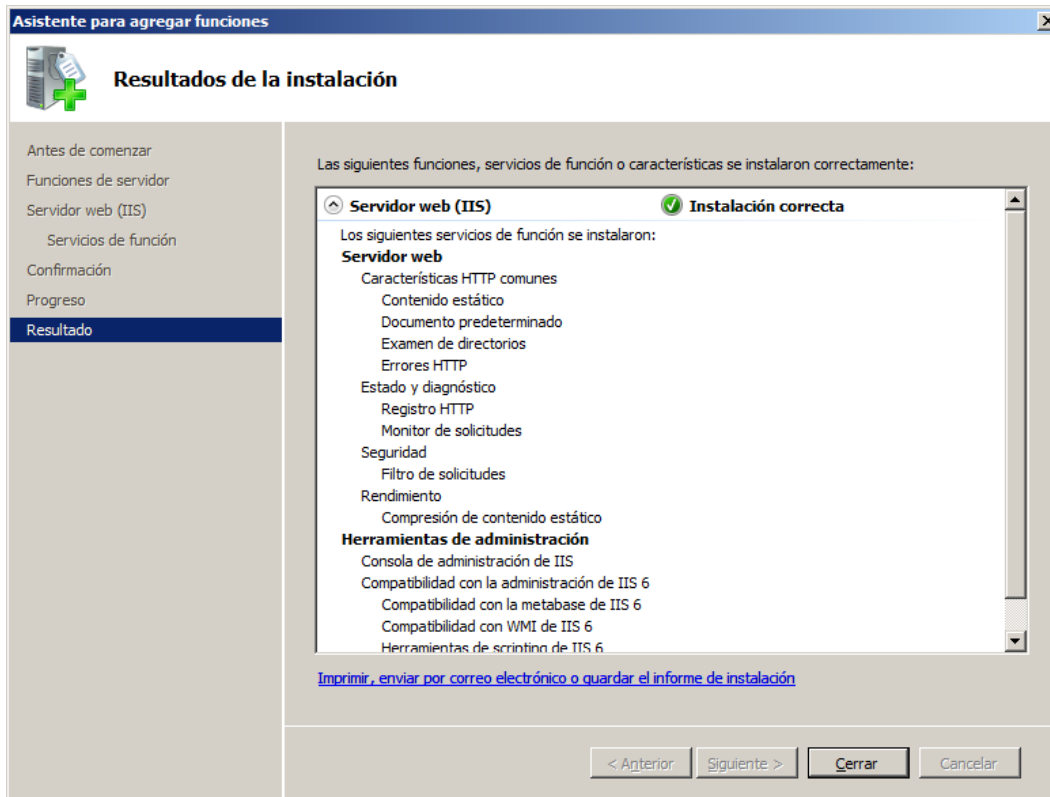 Asistente para agregar funciones
Resultados de la instalación
Antes de comenzar
Funciones de servidor
Servidor web (IIS)
Servicios de función
Confirmación
Progreso
Resultado
Las siguientes funciones, servicios de función o características se instalaron correctamente:
Servidor web (IIS) Instalación correcta
Los siguientes servicios de función se instalaron:
Servidor web
Características HTTP comunes
Contenido estático
Documento predeterminado
Examen de directorios
Errores HTTP
Estado y diagnóstico
Registro HTTP
Monitor de solicitudes
Seguridad
Filtro de solicitudes
Rendimiento
Compresión de contenido estático
Herramientas de administración
Consola de administración de IIS
Compatibilidad con la administración de IIS 6
Compatibilidad con la metabase de IIS 6
Compatibilidad con WMI de IIS 6
Herramientas de scripting de IIS 6
Imprimir, enviar por correo electrónico o guardar el informe de instalación
< Anterior Siguiente > Cerrar Cancelar